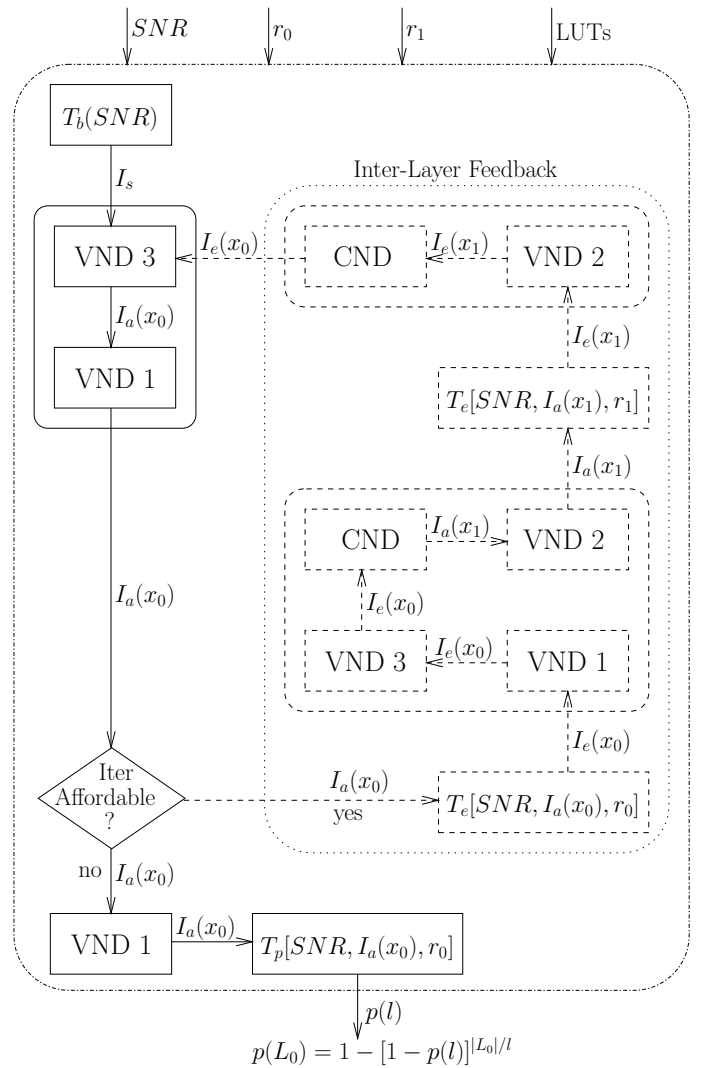 SNR
r_0
r_1
LUTs
T_b(SNR)
I_s
Inter-Layer Feedback
VND 3
I_e(x_0)
CND
I_e(x_1)
VND 2
I_a(x_0)
I_e(x_1)
VND 1
T_e[SNR, I_a(x_1), r_1]
I_a(x_1)
CND
I_a(x_1)
VND 2
I_a(x_0)
I_e(x_0)
VND 3
I_e(x_0)
VND 1
I_e(x_0)
Iter
Affordable
?
I_a(x_0)
yes
T_e[SNR, I_a(x_0), r_0]
no
I_a(x_0)
VND 1
I_a(x_0)
T_p[SNR, I_a(x_0), r_0]
p(l)
p(L_0) = 1 − [1 − p(l)]^{|L_0|/l}